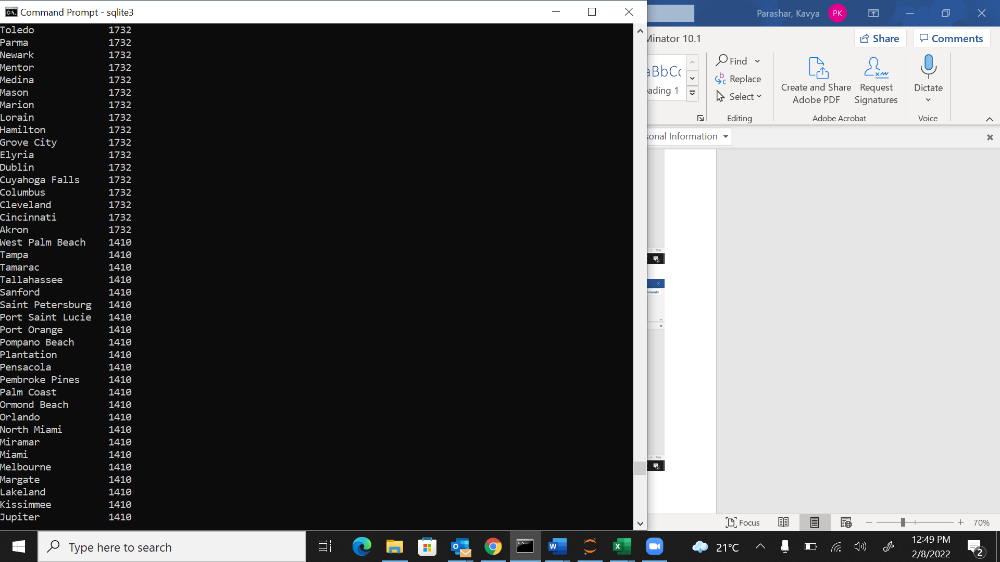 Command Prompt - sqlite3
Toledo 1732
Parma 1732
Newark 1732
Mentor 1732
Medina 1732
Mason 1732
Marion 1732
Lorain 1732
Hamilton 1732
Grove City 1732
Elyria 1732
Dublin 1732
Cuyahoga Falls 1732
Columbus 1732
Cleveland 1732
Cincinnati 1732
Akron 1732
West Palm Beach 1410
Tampa 1410
Tamarac 1410
Tallahassee 1410
Sanford 1410
Saint Petersburg 1410
Port Saint Lucie 1410
Port Orange 1410
Pompano Beach 1410
Plantation 1410
Pensacola 1410
Pembroke Pines 1410
Palm Coast 1410
Ormond Beach 1410
Orlando 1410
North Miami 1410
Miramar 1410
Miami 1410
Melbourne 1410
Margate 1410
Lakeland 1410
Kissimmee 1410
Jupiter 1410
Parashar, Kavya PK
Minator 10.1
Share
Comments
aBbCc
eading 1
Find
Replace
Select
Editing
Create and Share
Adobe PDF
Request
Signatures
Adobe Acrobat
Dictate
Voice
sonal Information
70%
2
ments
70%
2
Focus
70%
Type here to search
21°C
12:49 PM
2/8/2022
2